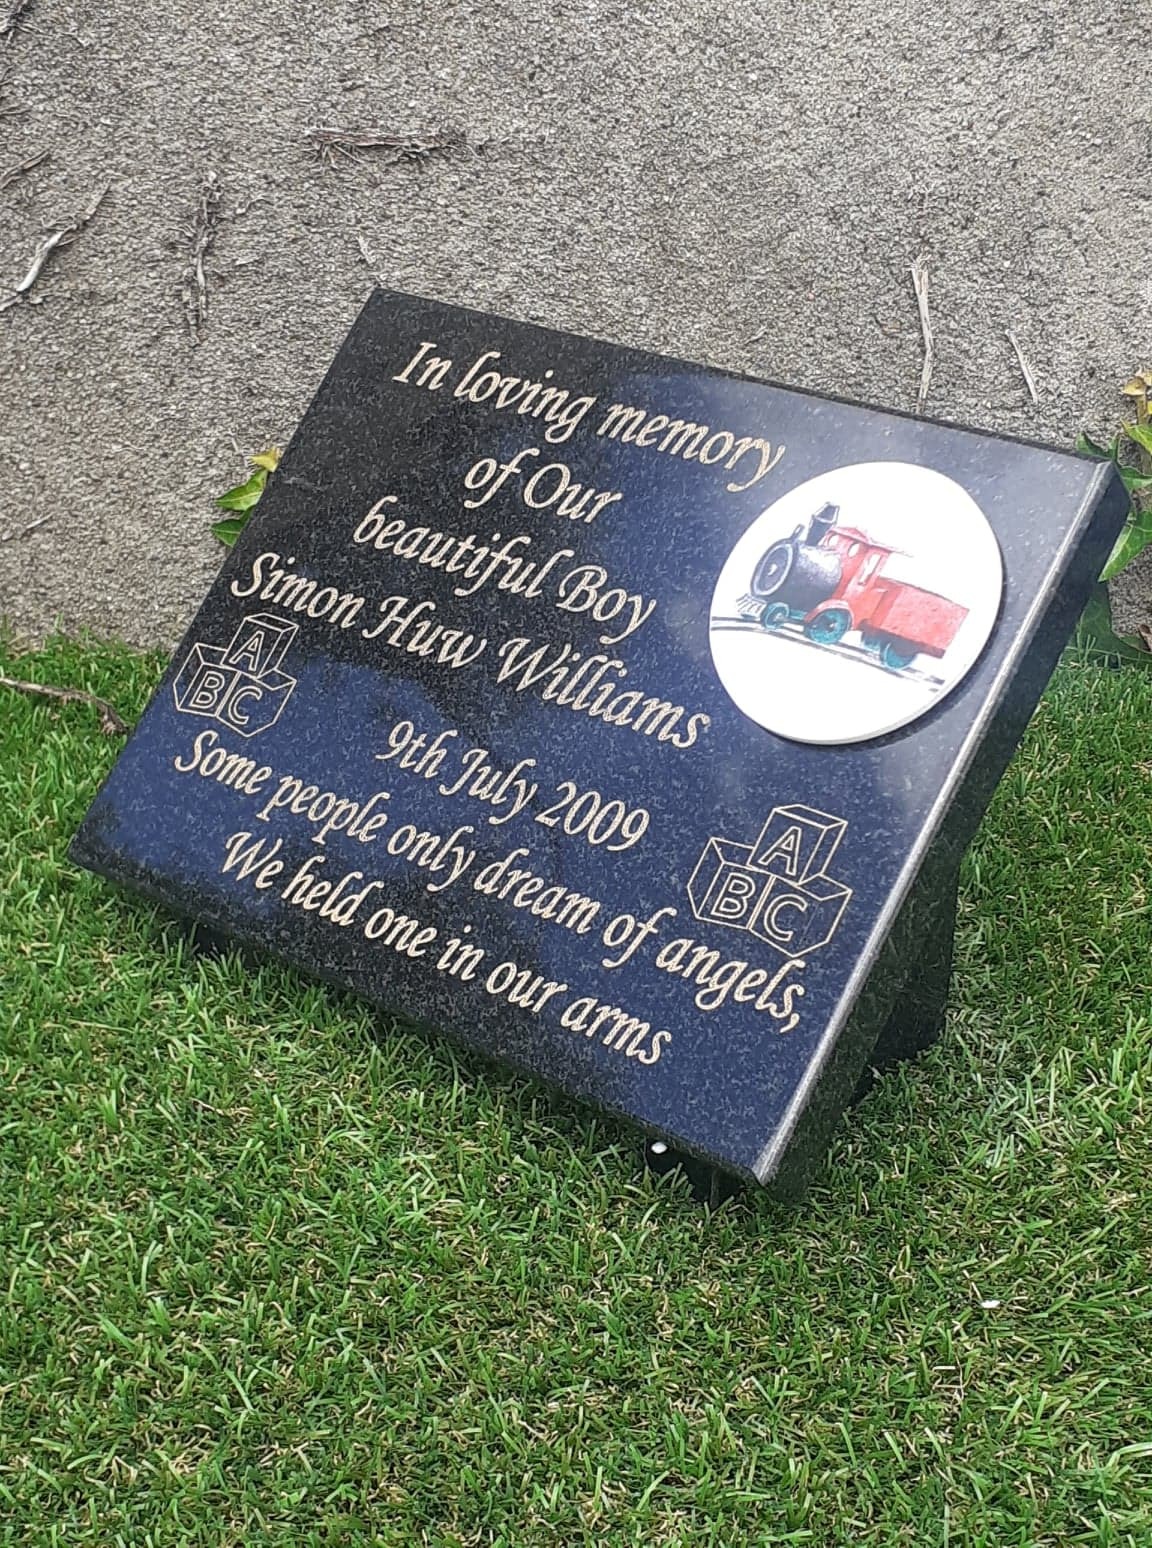 In loving memory
of Our
beautiful Boy
Simon Huw Williams
A
B C
9th July 2009
A
B C
Some people only dream of angels,
We held one in our arms